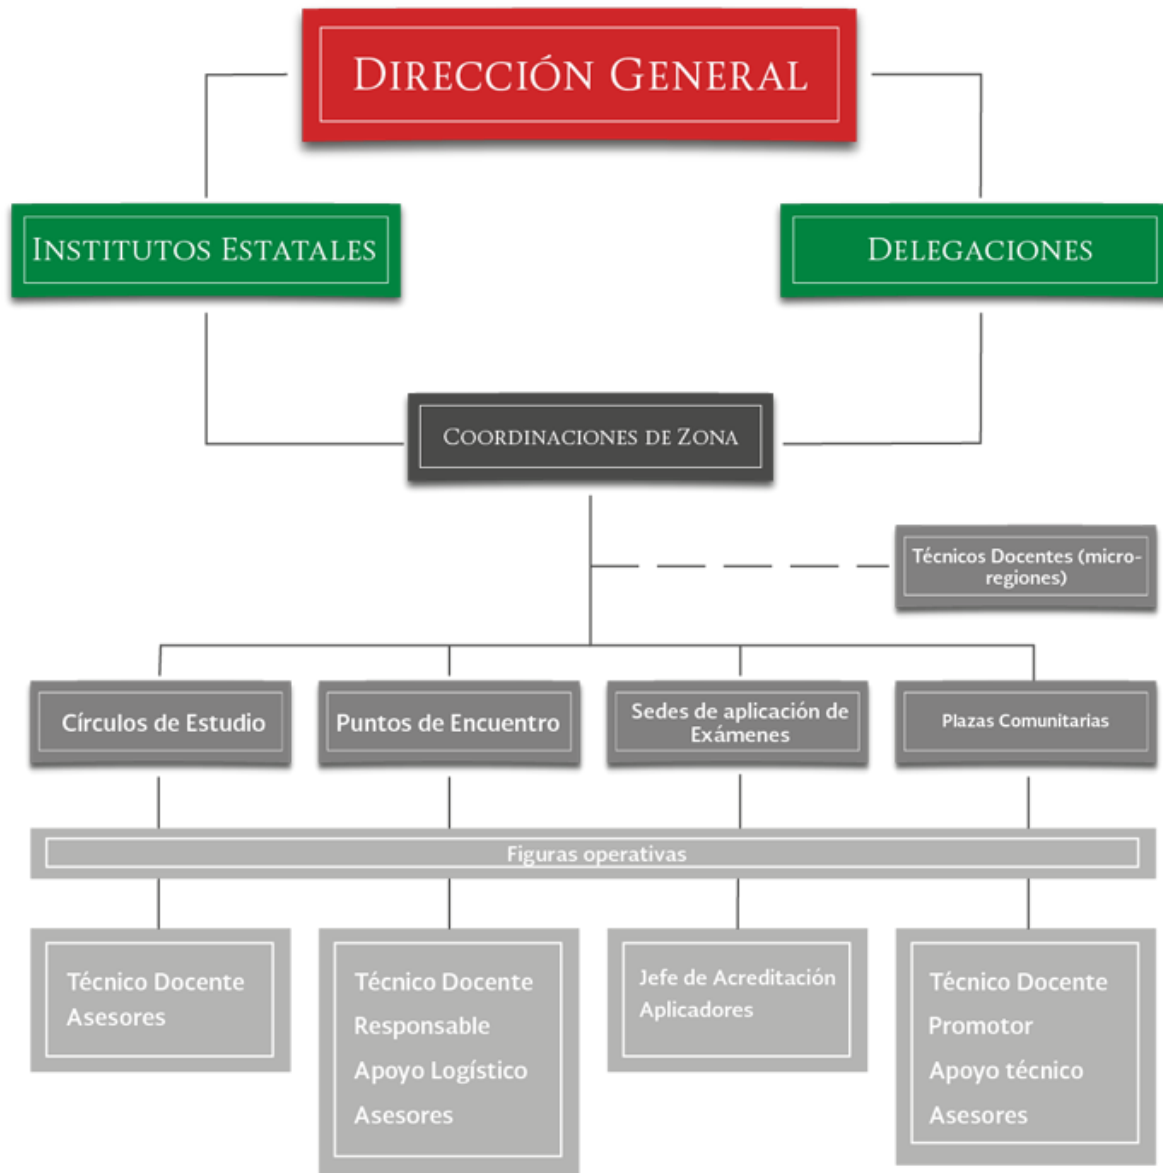 DIRECCIÓN GENERAL
INSTITUTOS ESTATALES
DELEGACIONES
COORDINACIONES DE ZONA
Técnicos Docentes (micro-
regiones)
Círculos de Estudio
Puntos de Encuentro
Sedes de aplicación de
Exámenes
Plazas Comunitarias
Figuras operativas
Técnico Docente
Asesores
Técnico Docente
Responsable
Apoyo Logístico
Asesores
Jefe de Acreditación
Aplicadores
Técnico Docente
Promotor
Apoyo técnico
Asesores